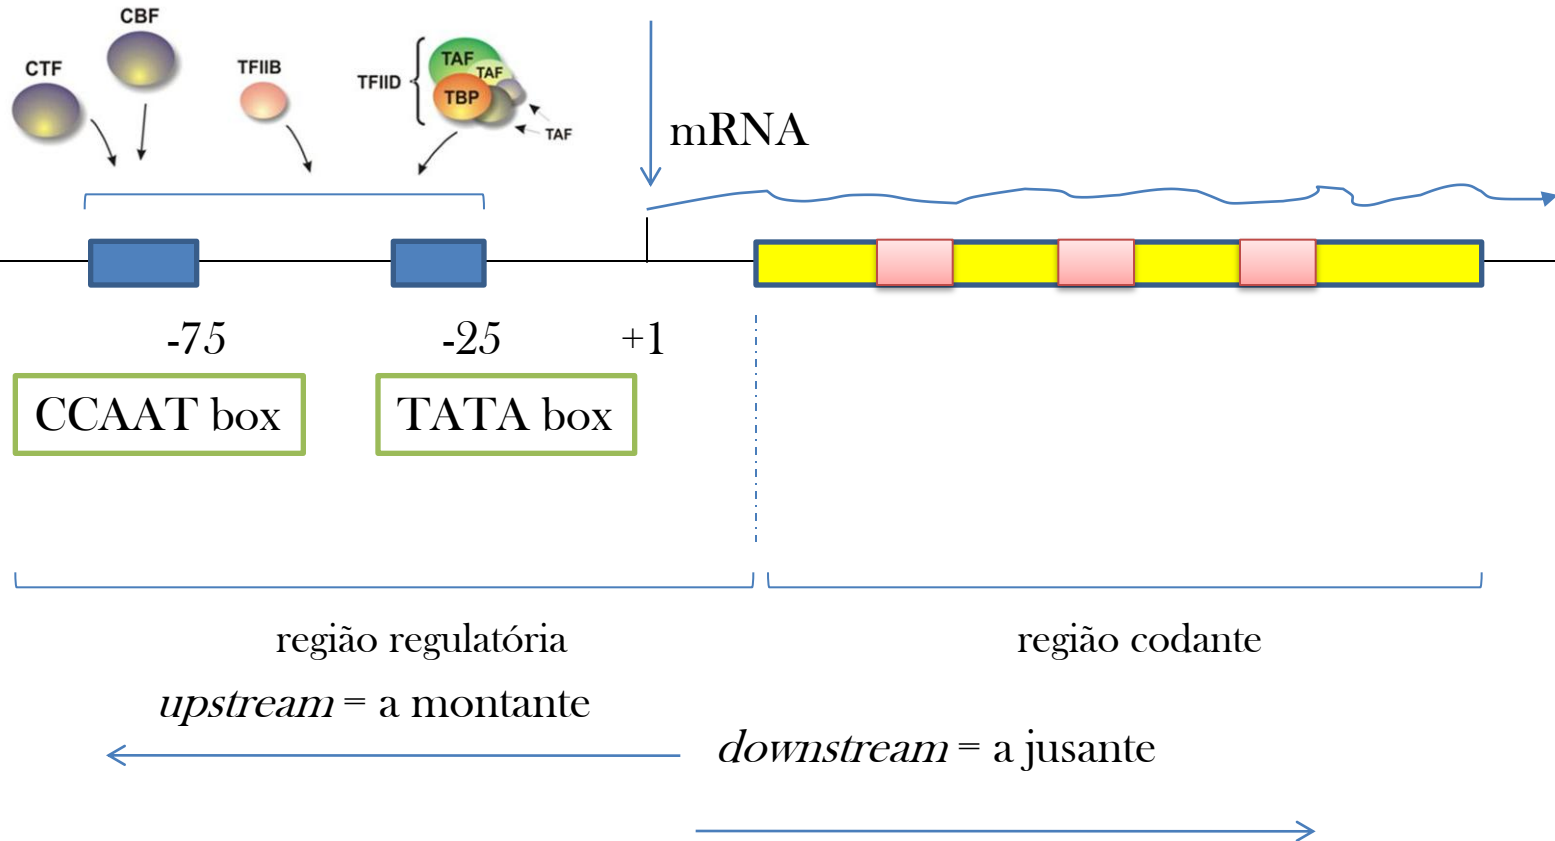 CBF
CTF
TFIIB
TFIID
TAF
TAF
TBP
TAF
mRNA
-75
-25
+1
CCAAT box
TATA box
região regulatória
região codante
upstream = a montante
downstream = a jusante